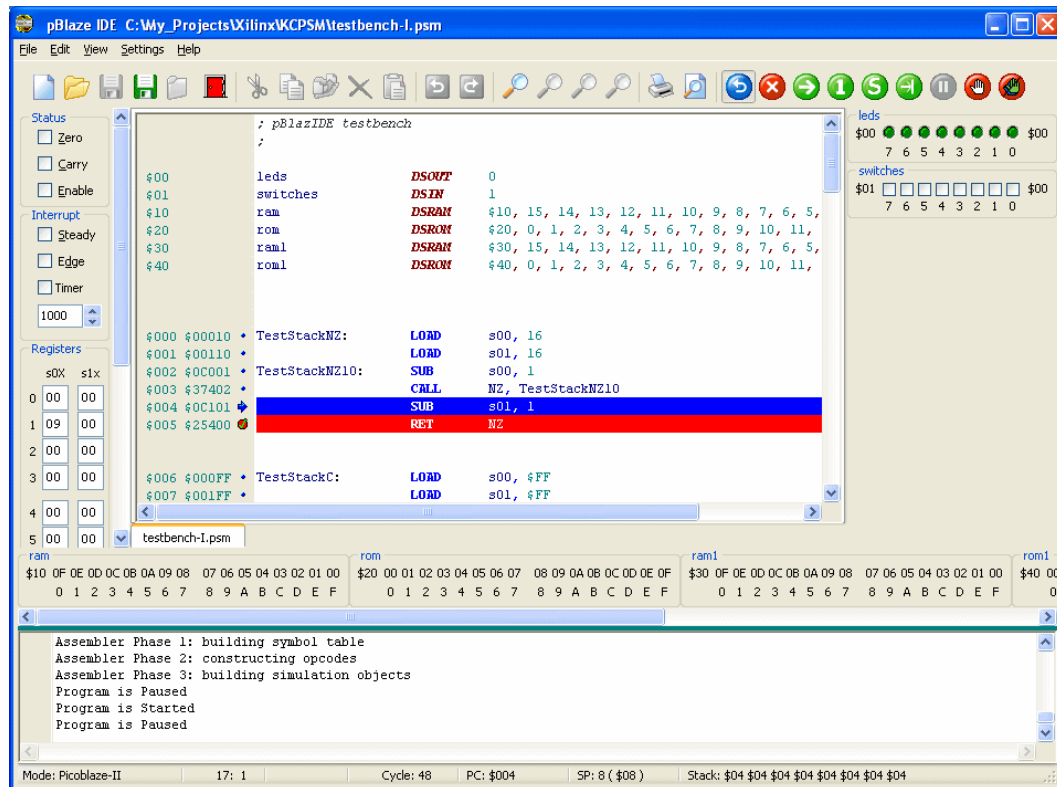 pBlaze IDE C:\My_Projects\Xilinx\KCPSM\testbench-I.psm
File Edit View Settings Help
Status
Zero
Carry
Enable
Interrupt
Steady
Edge
Timer
1000
Registers
s0X s1x
0 00 00
1 09 00
2 00 00
3 00 00
4 00 00
5 00 00
; pBlazIDE testbench
;
$00 leds DSOUT 0
$01 switches DSIN 1
$10 ram DSRAM $10, 15, 14, 13, 12, 11, 10, 9, 8, 7, 6, 5,
$20 rom DSROM $20, 0, 1, 2, 3, 4, 5, 6, 7, 8, 9, 10, 11,
$30 ram1 DSRAM $30, 15, 14, 13, 12, 11, 10, 9, 8, 7, 6, 5,
$40 rom1 DSROM $40, 0, 1, 2, 3, 4, 5, 6, 7, 8, 9, 10, 11,
$000 $00010 TestStackNZ: LOAD s00, 16
$001 $00110 LOAD s01, 16
$002 $0C001 TestStackNZ10: SUB s00, 1
$003 $37402 CALL NZ, TestStackNZ10
$004 $0C101 SUB s01, 1
$005 $25400 RET NZ
$006 $000FF TestStackC: LOAD s00, $FF
$007 $001FF LOAD s01, $FF
testbench-I.psm
leds
$00 $00
7 6 5 4 3 2 1 0
switches
$01 $00
7 6 5 4 3 2 1 0
ram
$10 0F 0E 0D 0C 0B 0A 09 08 07 06 05 04 03 02 01 00
0 1 2 3 4 5 6 7 8 9 A B C D E F
rom
$20 00 01 02 03 04 05 06 07 08 09 0A 0B 0C 0D 0E 0F
0 1 2 3 4 5 6 7 8 9 A B C D E F
ram1
$30 0F 0E 0D 0C 0B 0A 09 08 07 06 05 04 03 02 01 00
0 1 2 3 4 5 6 7 8 9 A B C D E F
rom1
$40 00
0
Assembler Phase 1: building symbol table
Assembler Phase 2: constructing opcodes
Assembler Phase 3: building simulation objects
Program is Paused
Program is Started
Program is Paused
Mode: Picoblaze-II 17: 1 Cycle: 48 PC: $004 SP: 8 ( $08 ) Stack: $04 $04 $04 $04 $04 $04 $04 $04